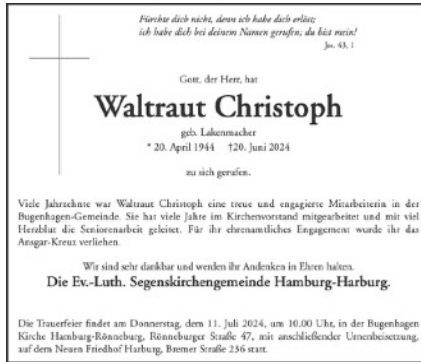 Fürchte dich nicht, denn ich habe dich erlöst;
ich habe dich bei deinem Namen gerufen; du bist mein!
Jes. 43, 1
Gott, der Herr, hat
Waltraut Christoph
geb. Lakenmacher
* 20. April 1944 †20. Juni 2024
zu sich gerufen.
Viele Jahrzehnte war Waltraut Christoph eine treue und engagierte Mitarbeiterin in der
Bugenhagen-Gemeinde. Sie hat viele Jahre im Kirchenvorstand mitgearbeitet und mit viel
Herzblut die Seniorenarbeit geleitet. Für ihr ehrenamtliches Engagement wurde ihr das
Ansgar-Kreuz verliehen.
Wir sind sehr dankbar und werden ihr Andenken in Ehren halten.
Die Ev.-Luth. Segenskirchengemeinde Hamburg-Harburg.
Die Trauerfeier findet am Donnerstag, dem 11. Juli 2024, um 10.00 Uhr, in der Bugenhagen
Kirche Hamburg-Rönneburg, Rönneburger Straße 47, mit anschließender Urnenbeisetzung,
auf dem Neuen Friedhof Harburg, Bremer Straße 236 statt.